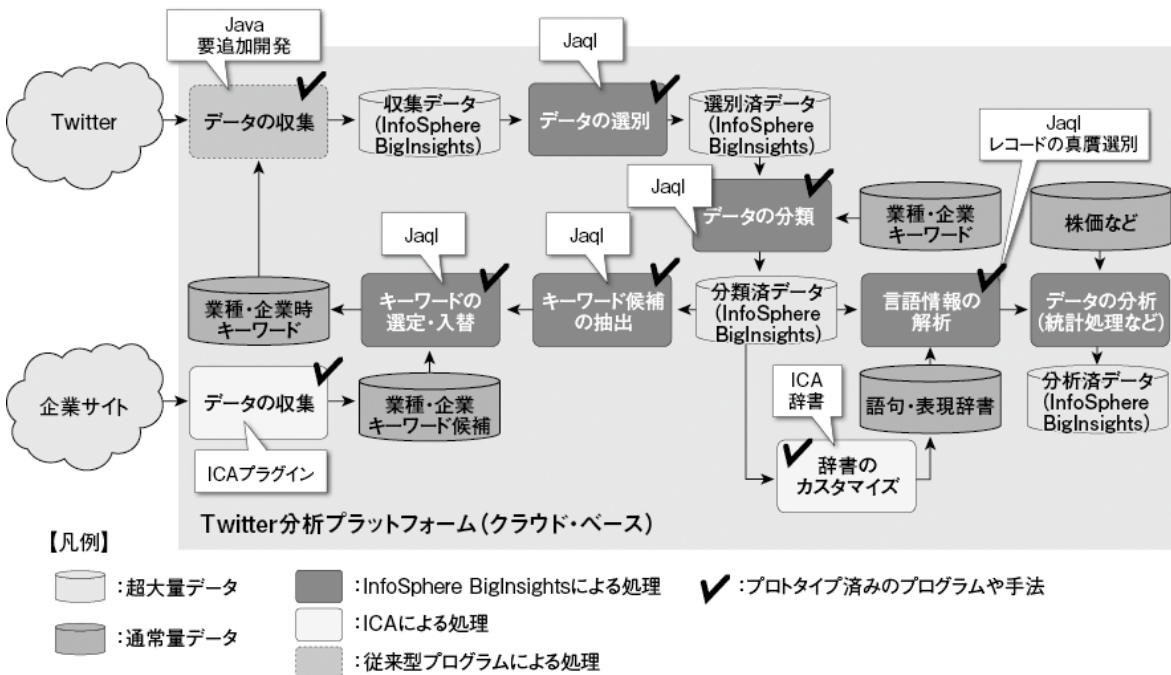 Java
要追加開発
Jaql
Twitter
データの収集
収集データ
(InfoSphere
BigInsights)
データの選別
選別済データ
(InfoSphere
BigInsights)
Jaql
レコードの真贋選別
Jaql
データの分類
業種・企業
キーワード
株価など
Jaql
Jaql
業種・企業時
キーワード
キーワードの
選定・入替
キーワード候補
の抽出
分類済データ
(InfoSphere
BigInsights)
言語情報の
解析
データの分析
(統計処理など)
企業サイト
データの収集
業種・企業
キーワード候補
ICA
辞書
語句・表現辞書
分析済データ
(InfoSphere
BigInsights)
ICAプラグイン
辞書の
カスタマイズ
Twitter分析プラットフォーム(クラウド・ベース)
【凡例】
:超大量データ
:InfoSphere BigInsightsによる処理
:プロトタイプ済みのプログラムや手法
:通常量データ
:ICAによる処理
:従来型プログラムによる処理